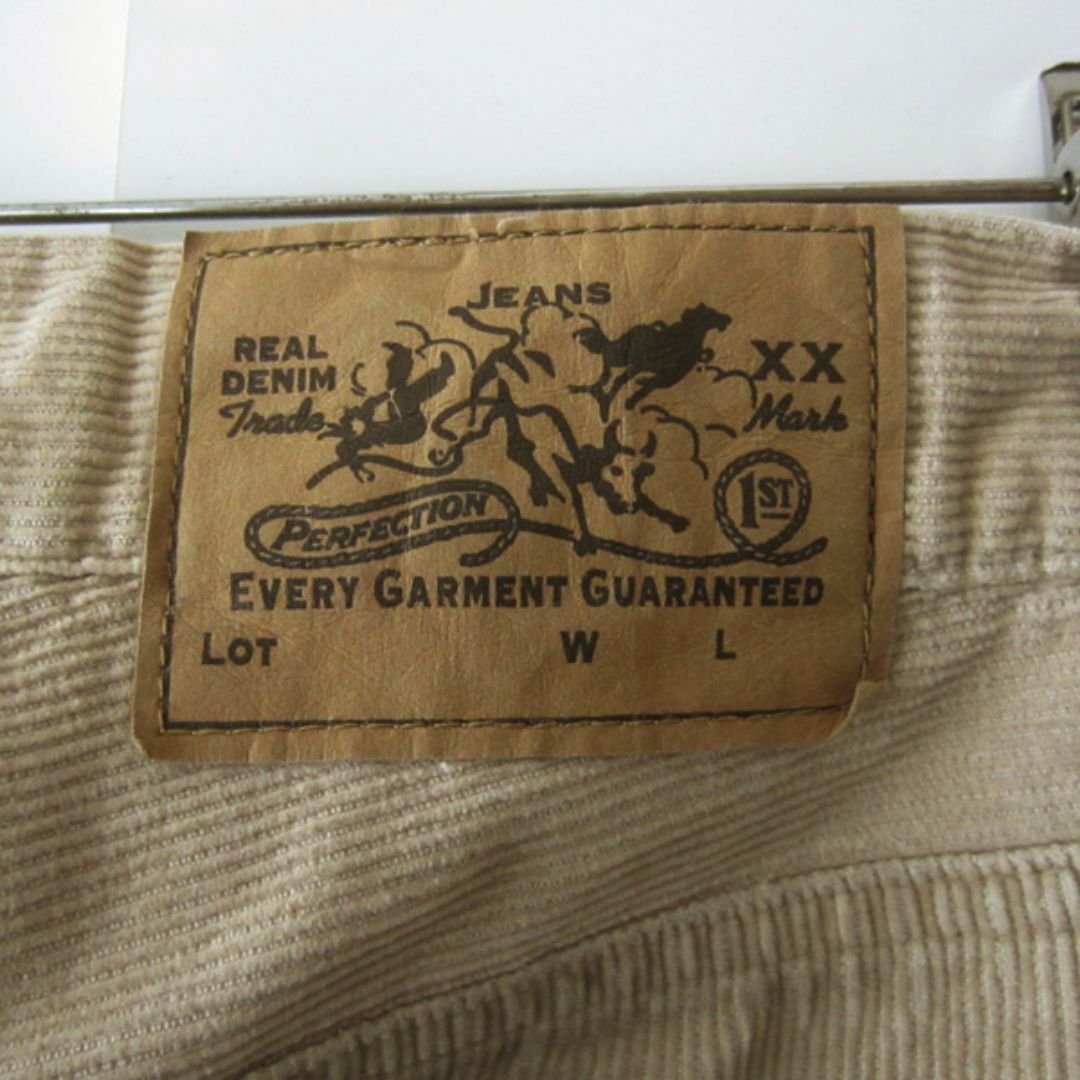 JEANS
REAL
DENIM
Trade
XX
Mark
PERFECTION
1ST
EVERY GARMENT GUARANTEED
LOT W L